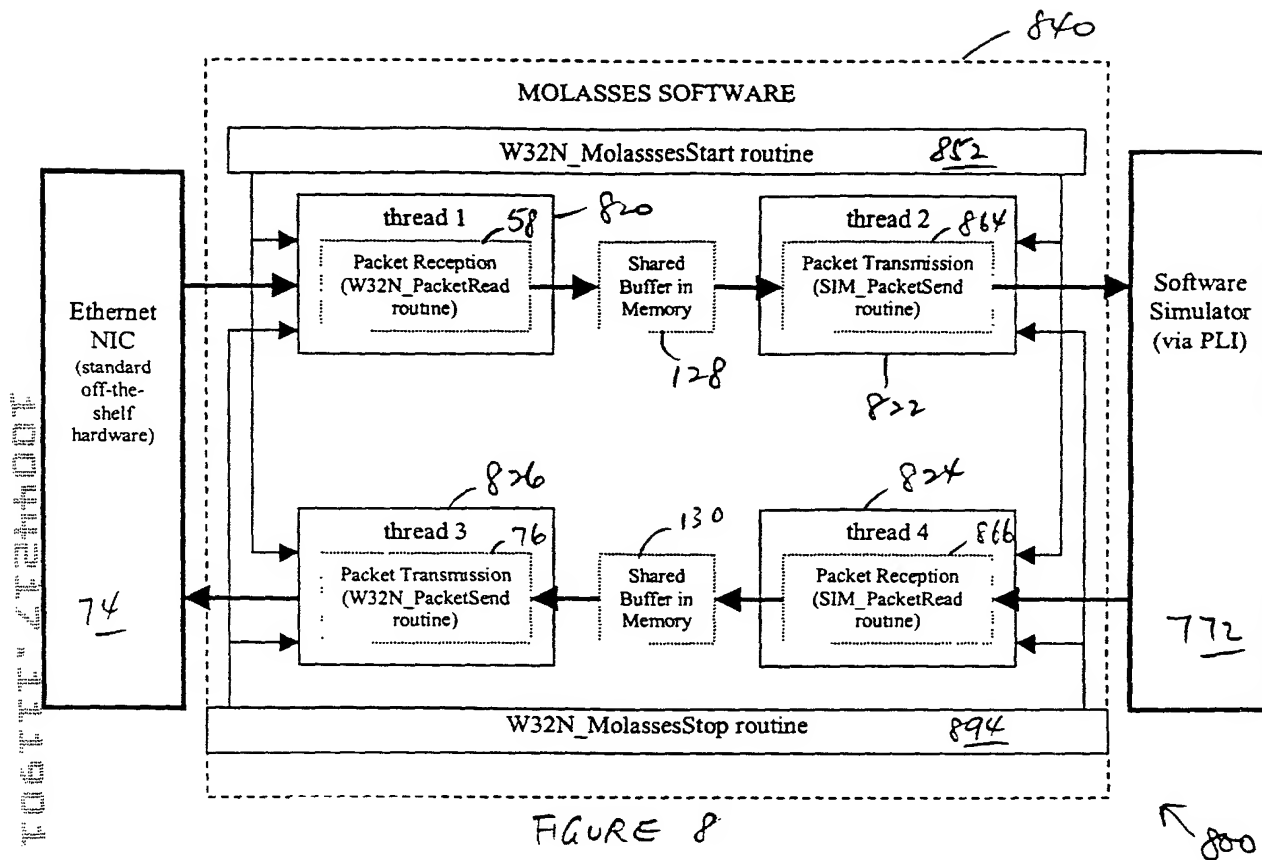 840
MOLASSES SOFTWARE
W32N_MolasssesStart routine 852
Ethernet
NIC
(standard
off-the-
shelf
hardware)
74
thread 1
820
58
Packet Reception
(W32N_PacketRead
routine)
Shared
Buffer in
Memory
128
thread 2
864
Packet Transmission
(SIM_PacketSend
routine)
822
Software
Simulator
(via PLI)
772
826
thread 3
76
Packet Transmission
(W32N_PacketSend
routine)
130
Shared
Buffer in
Memory
824
thread 4
866
Packet Reception
(SIM_PacketRead
routine)
W32N_MolassesStop routine 894
FIGURE 8
800